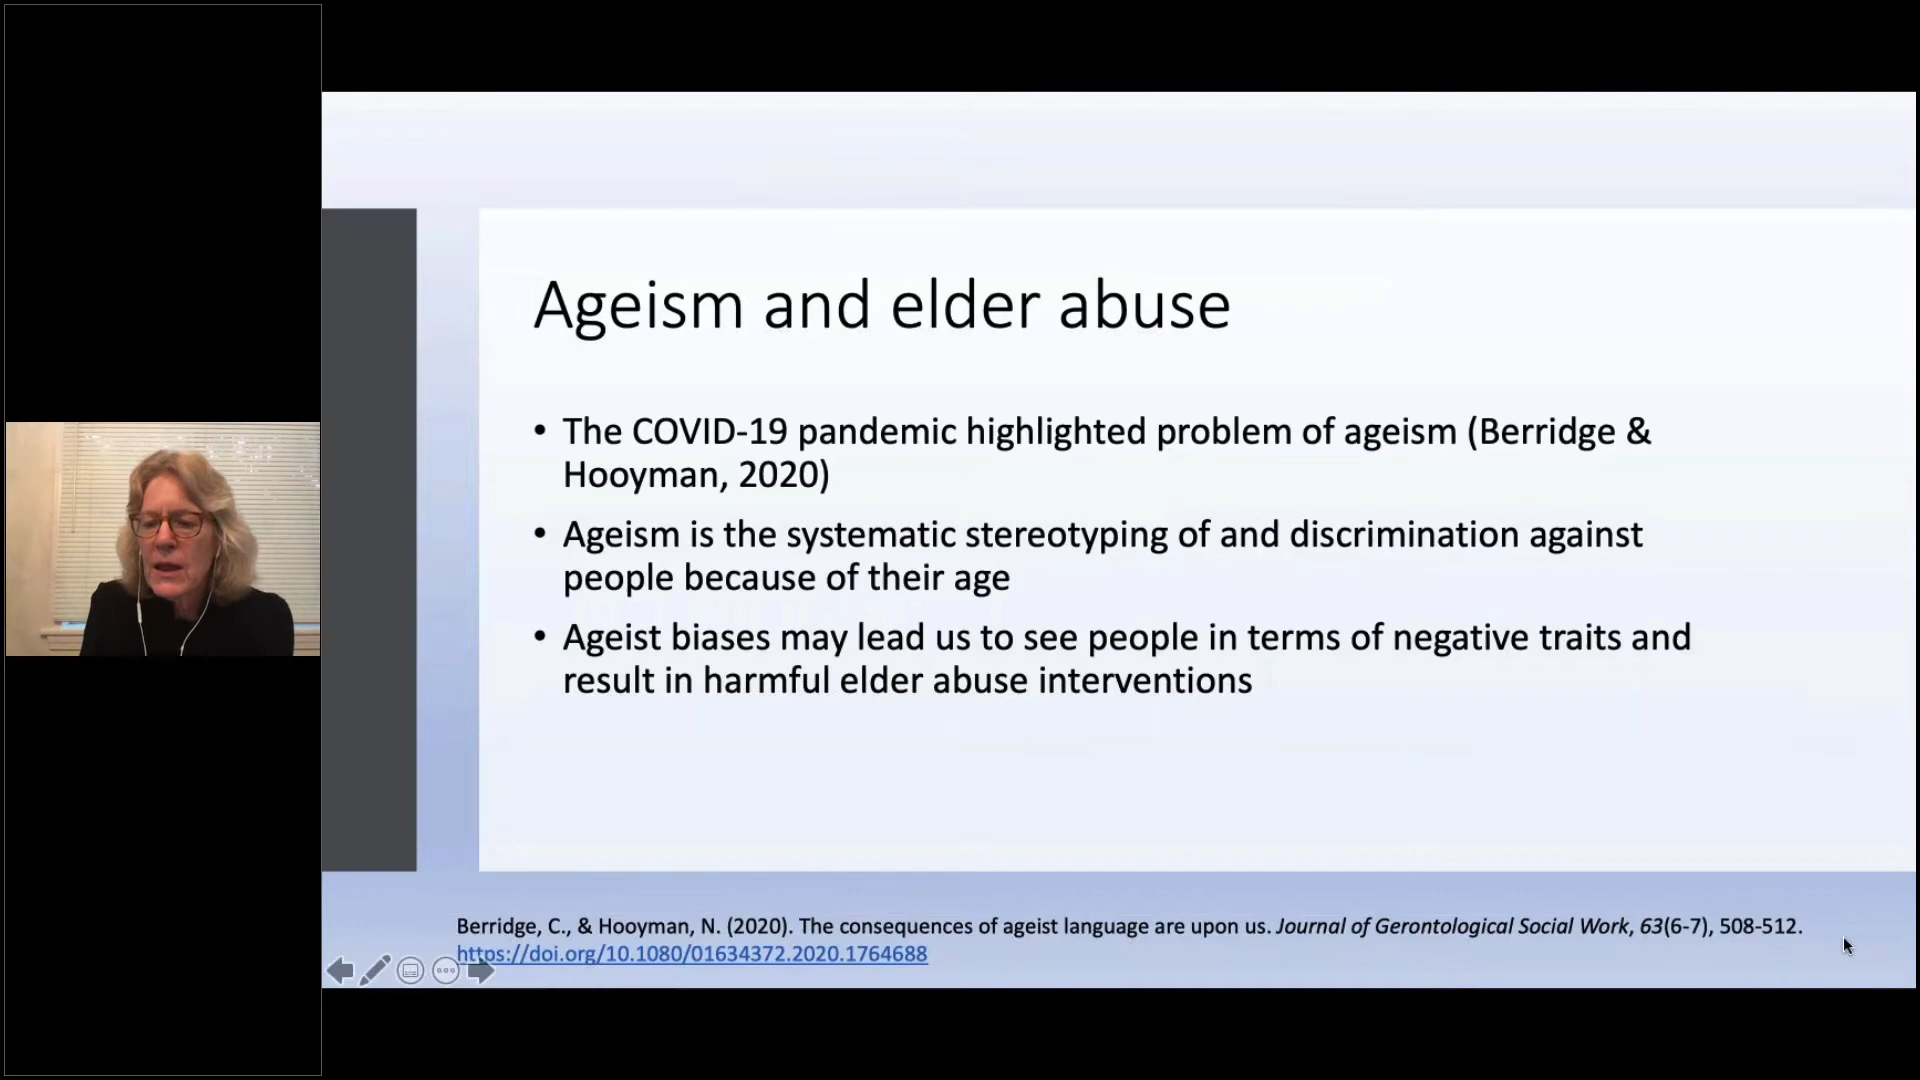 Ageism and elder abuse
• The COVID-19 pandemic highlighted problem of ageism (Berridge &
Hooyman, 2020)
• Ageism is the systematic stereotyping of and discrimination against
people because of their age
• Ageist biases may lead us to see people in terms of negative traits and
result in harmful elder abuse interventions
Berridge, C., & Hooyman, N. (2020). The consequences of ageist language are upon us. Journal of Gerontological Social Work, 63(6-7), 508-512.
https://doi.org/10.1080/01634372.2020.1764688